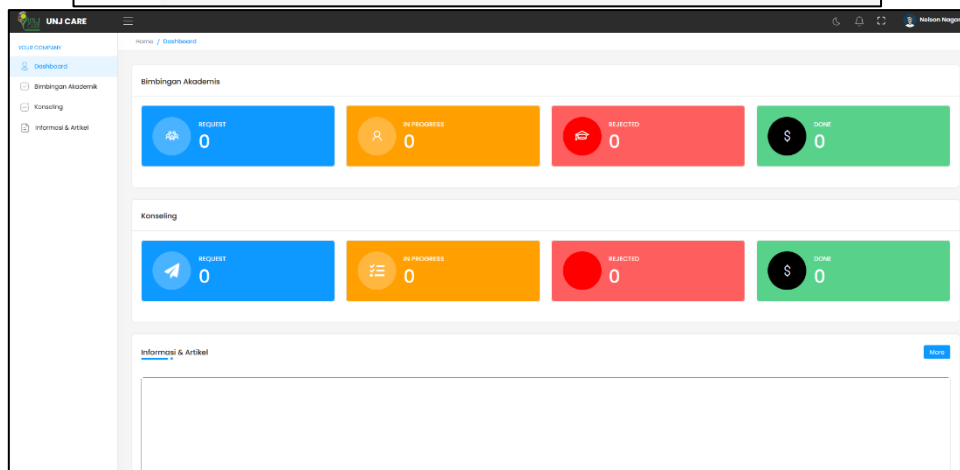 UNJ CARE
Nelson Nagar
YOUR COMPANY
Home / Dashboard
Dashboard
Bimbingan Akademik
Konseling
Informasi & Artikel
Bimbingan Akademis
REQUEST
0
IN PROGRESS
0
REJECTED
0
$
DONE
0
Konseling
REQUEST
0
IN PROGRESS
0
REJECTED
0
$
DONE
0
Informasi & Artikel
More